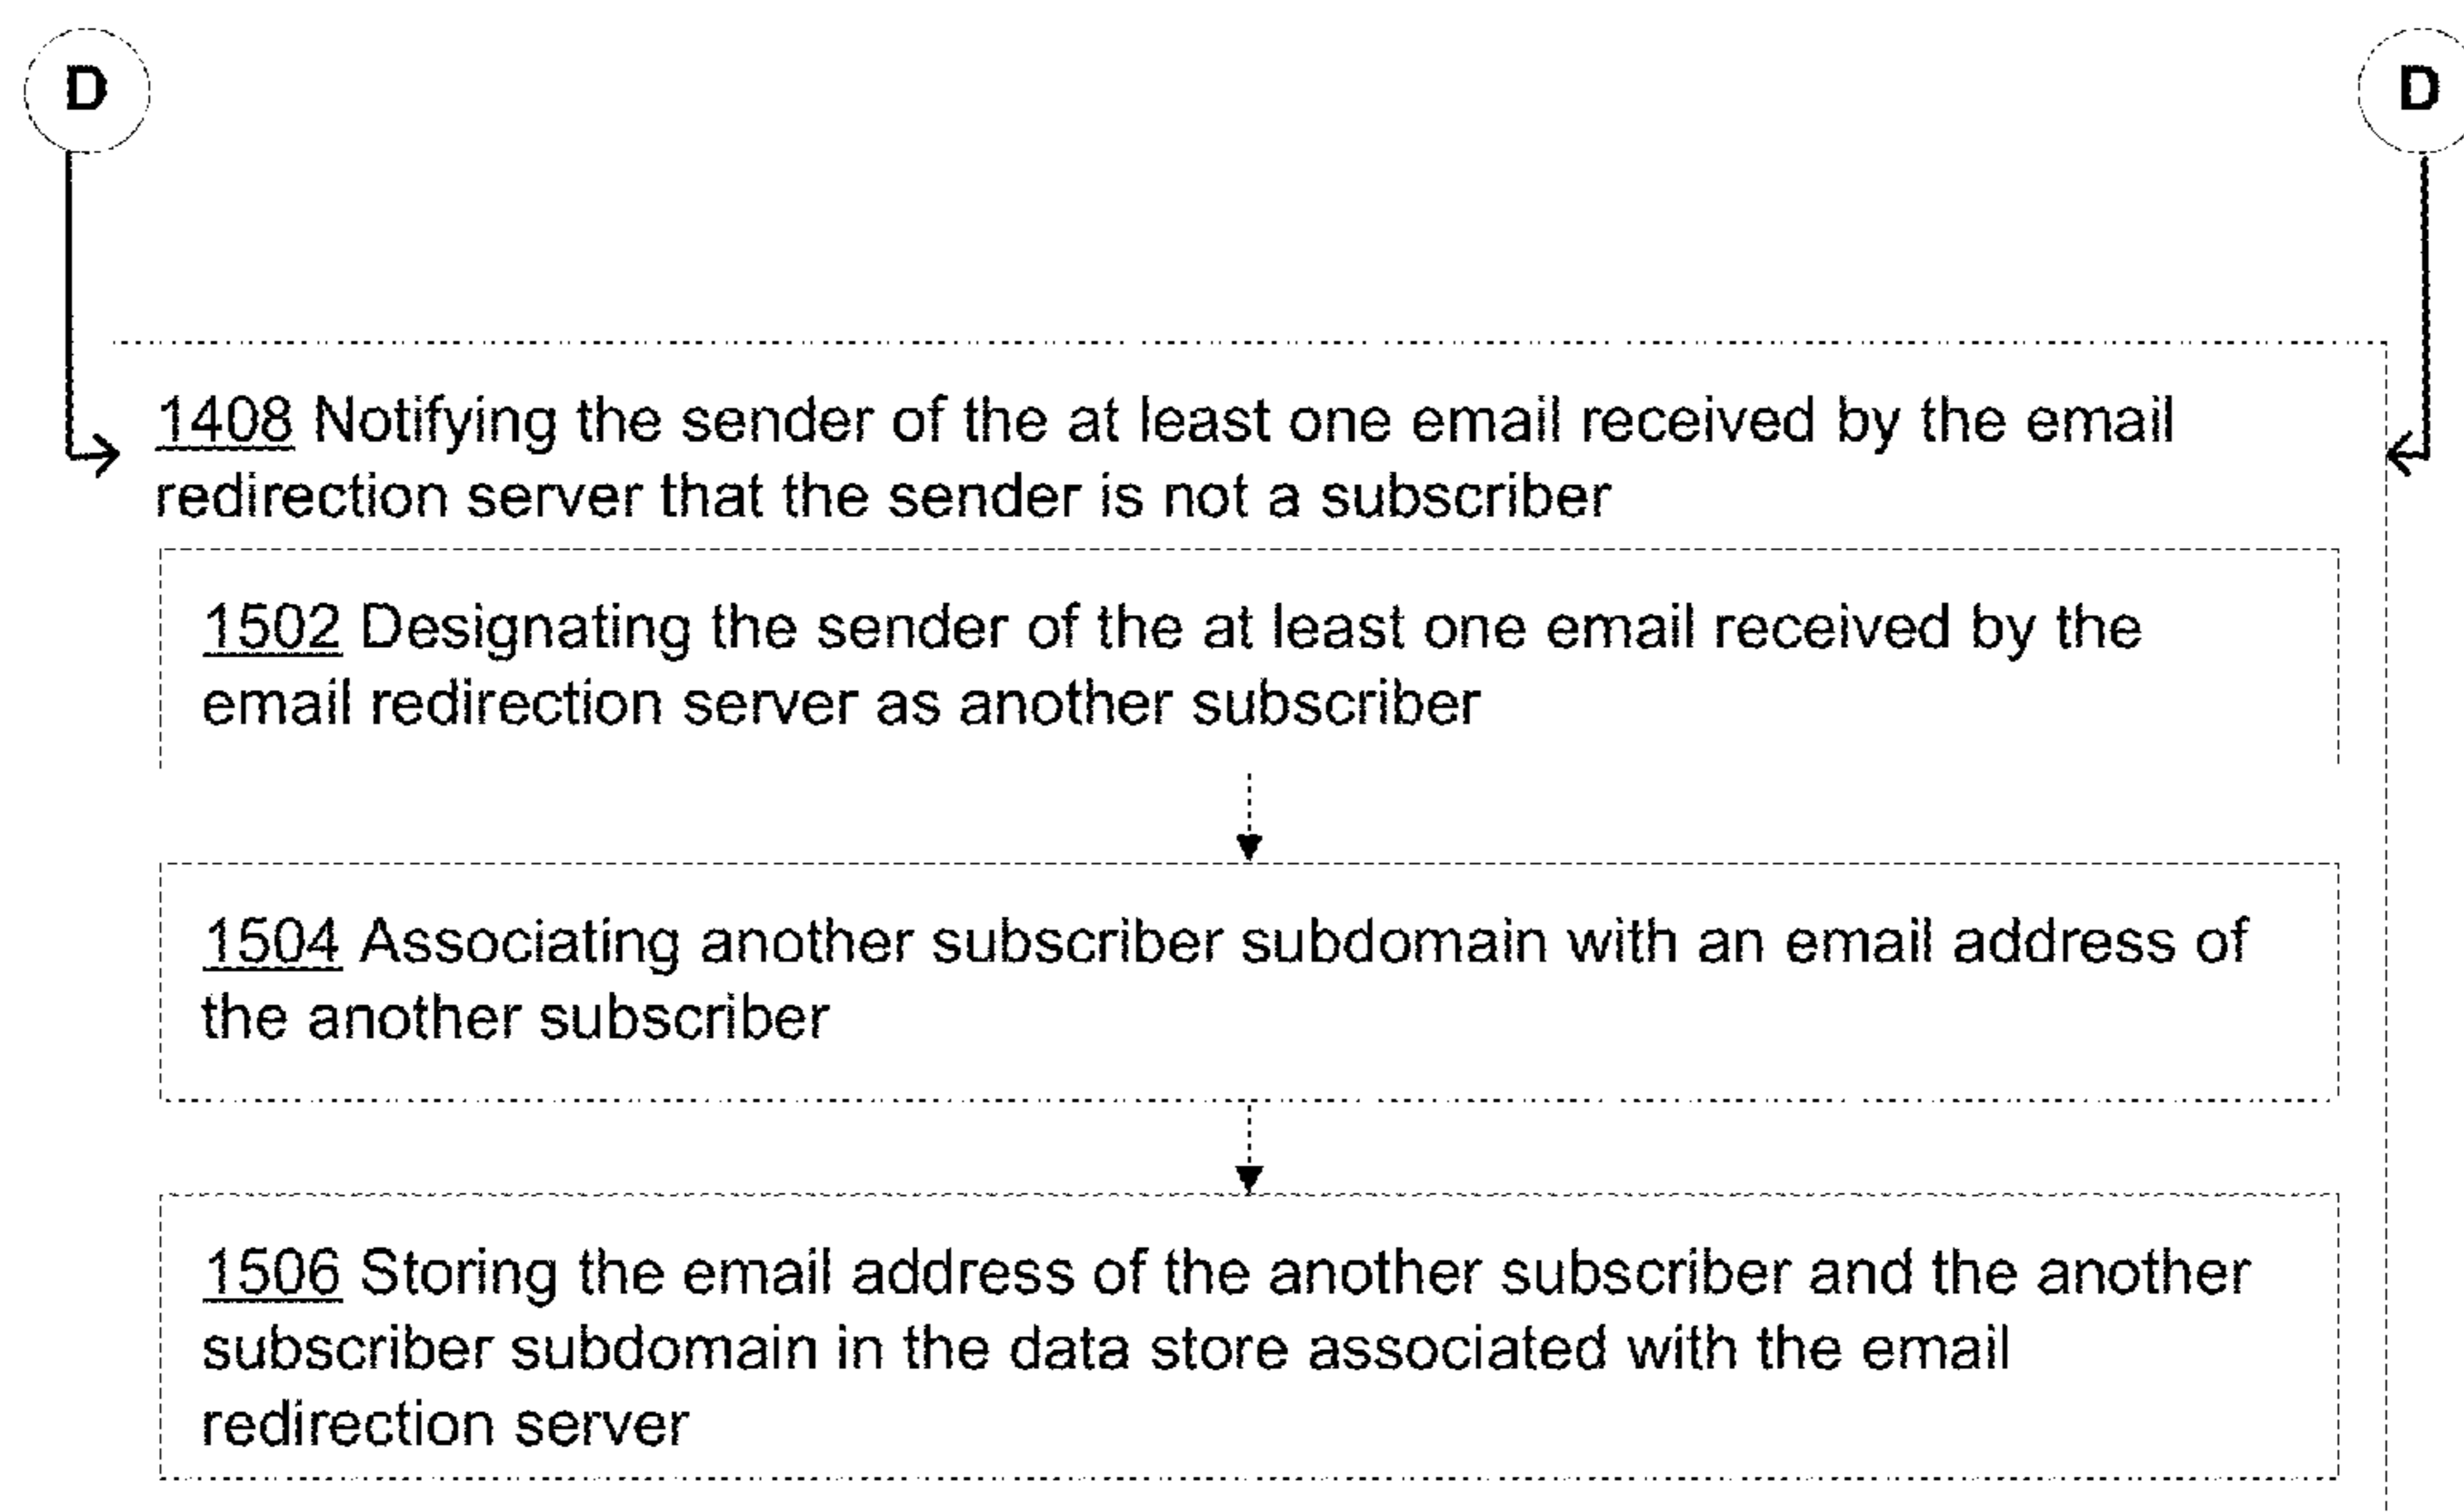 D
D
1408 Notifying the sender of the at least one email received by the email
redirection server that the sender is not a subscriber
1502 Designating the sender of the at least one email received by the
email redirection server as another subscriber
1504 Associating another subscriber subdomain with an email address of
the another subscriber
1506 Storing the email address of the another subscriber and the another
subscriber subdomain in the data store associated with the email
redirection server